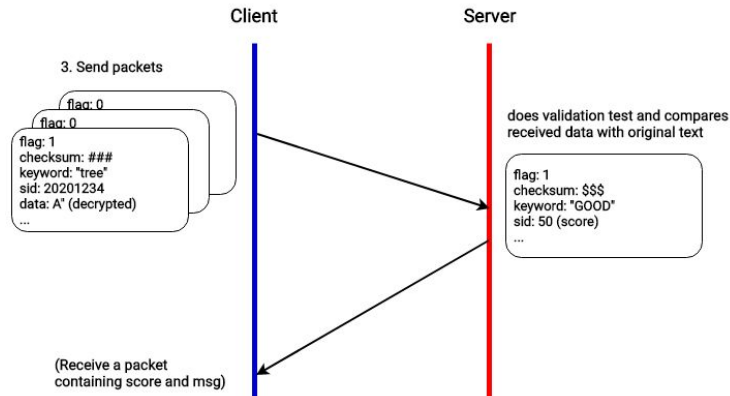 Client
Server
3. Send packets
flag: 0
flag: 0
flag: 1
checksum: ###
keyword: "tree"
sid: 20201234
data: A" (decrypted)
...
does validation test and compares
received data with original text
flag: 1
checksum: $$$
keyword: "GOOD"
sid: 50 (score)
...
(Receive a packet
containing score and msg)